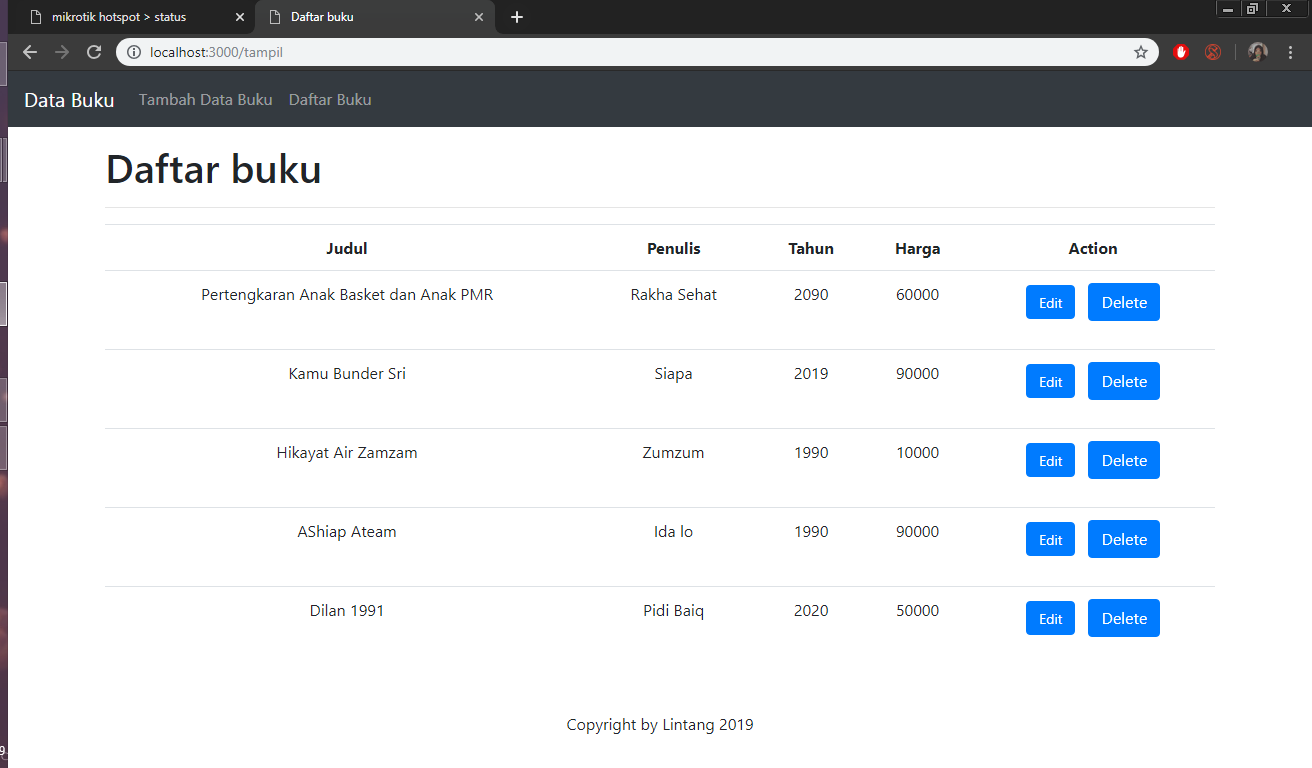 mikrotik hotspot > status
Daftar buku
localhost:3000/tampil
Data Buku Tambah Data Buku Daftar Buku
Daftar buku
Judul Penulis Tahun Harga Action
Pertengkaran Anak Basket dan Anak PMR Rakha Sehat 2090 60000 Edit Delete
Kamu Bunder Sri Siapa 2019 90000 Edit Delete
Hikayat Air Zamzam Zumzum 1990 10000 Edit Delete
AShiap Ateam Ida lo 1990 90000 Edit Delete
Dilan 1991 Pidi Baiq 2020 50000 Edit Delete
Copyright by Lintang 2019